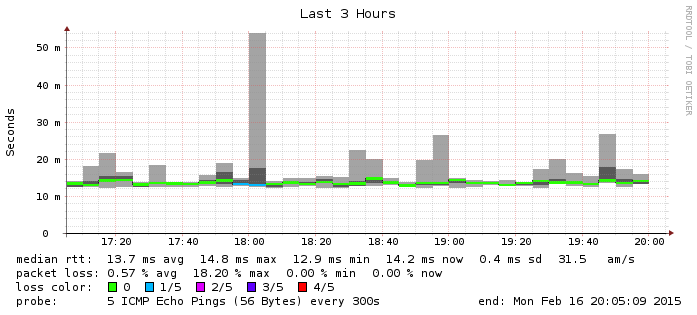 Last 3 Hours
RRDTOOL / TOBI OETIKER
Seconds
50 m
40 m
30 m
20 m
10 m
0
17:20 17:40 18:00 18:20 18:40 19:00 19:20 19:40 20:00
median rtt: 13.7 ms avg 14.8 ms max 12.9 ms min 14.2 ms now 0.4 ms sd 31.5 am/s
packet loss: 0.57 % avg 18.20 % max 0.00 % min 0.00 % now
loss color: 0 1/5 2/5 3/5 4/5
probe: 5 ICMP Echo Pings (56 Bytes) every 300s end: Mon Feb 16 20:05:09 2015